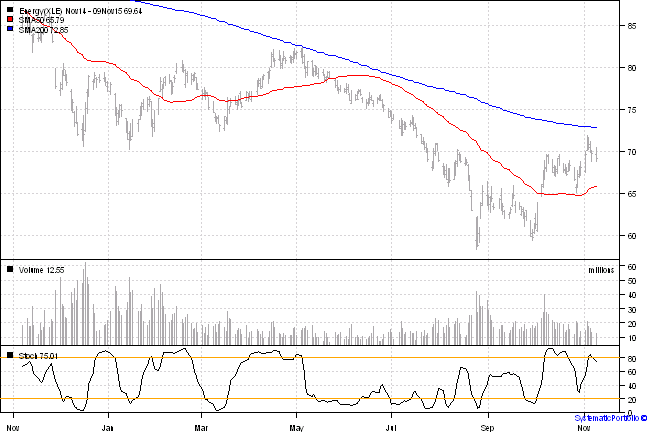 Energy(XLE) Nov14 - 09Nov15 69.64
SMA50 65.79
SMA200 72.85
85
80
75
70
65
60
Volume 12.55
millions
60
50
40
30
20
10
Stoch 75.01
80
60
40
20
0
Nov Jan Mar May Jul Sep Nov
SystematicPortfolio ©